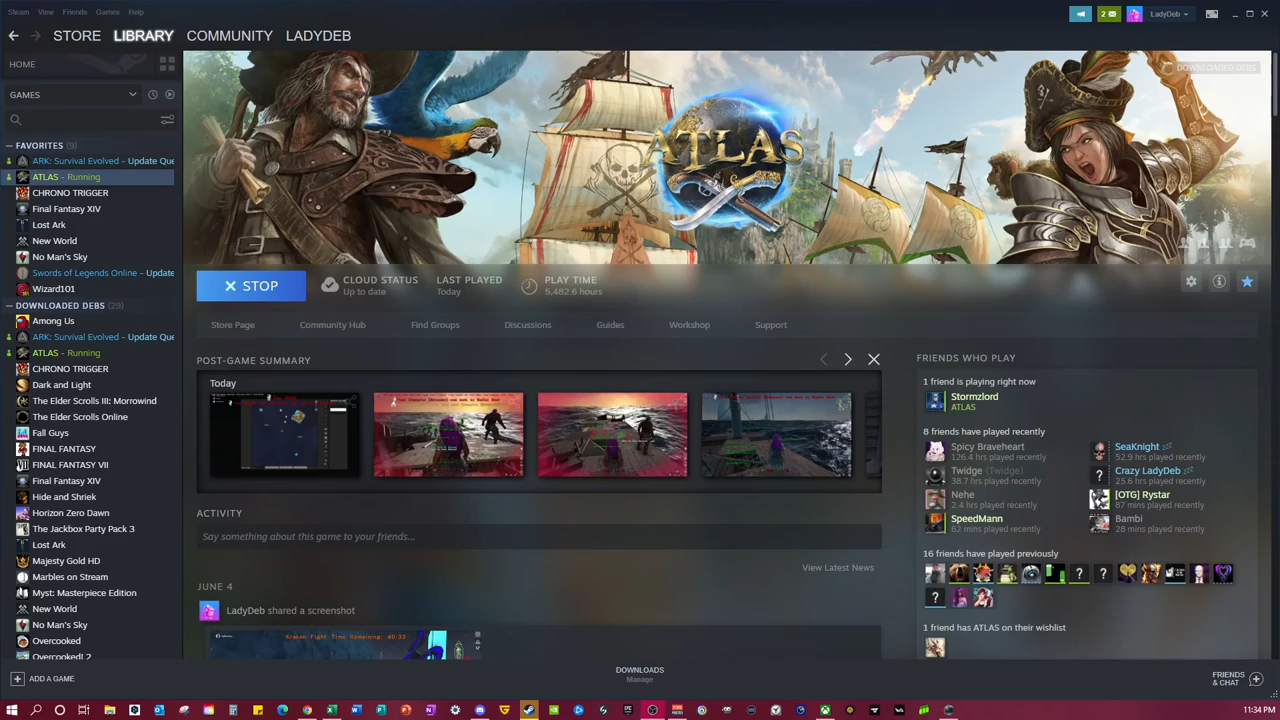 Steam View Friends Games Help
2
LadyDeb
STORE LIBRARY COMMUNITY LADYDEB
HOME
GAMES
FAVORITES (9)
ARK: Survival Evolved - Update Que
ATLAS - Running
CHRONO TRIGGER
Final Fantasy XIV
Lost Ark
New World
No Man's Sky
Swords of Legends Online - Update
Wizard101
DOWNLOADED DEBS (29)
Among Us
ARK: Survival Evolved - Update Que
ATLAS - Running
CHRONO TRIGGER
Dark and Light
The Elder Scrolls III: Morrowind
The Elder Scrolls Online
Fall Guys
FINAL FANTASY
FINAL FANTASY VII
Final Fantasy XIV
Hide and Shriek
Horizon Zero Dawn
The Jackbox Party Pack 3
Lost Ark
Majesty Gold HD
Marbles on Stream
Myst: Masterpiece Edition
New World
No Man's Sky
Overcooked
Overcooked! 2
DOWNLOADED DEBS
ATLAS
STOP
CLOUD STATUS
Up to date
LAST PLAYED
Today
PLAY TIME
5,482.6 hours
Store Page Community Hub Find Groups Discussions Guides Workshop Support
POST-GAME SUMMARY
Today
ACTIVITY
Say something about this game to your friends...
View Latest News
JUNE 4
LadyDeb shared a screenshot
Kraken Fight Time Remaining: 40:33
FRIENDS WHO PLAY
1 friend is playing right now
Stormzlord
ATLAS
8 friends have played recently
Spicy Braveheart
126.4 hrs played recently
SeaKnight
52.9 hrs played recently
Twidge (Twidge)
38.7 hrs played recently
Crazy LadyDeb
25.6 hrs played recently
Nehe
2.4 hrs played recently
[OTG] Rystar
87 mins played recently
SpeedMann
62 mins played recently
Bambi
28 mins played recently
16 friends have played previously
1 friend has ATLAS on their wishlist
ADD A GAME
DOWNLOADS
Manage
FRIENDS
& CHAT
11:34 PM